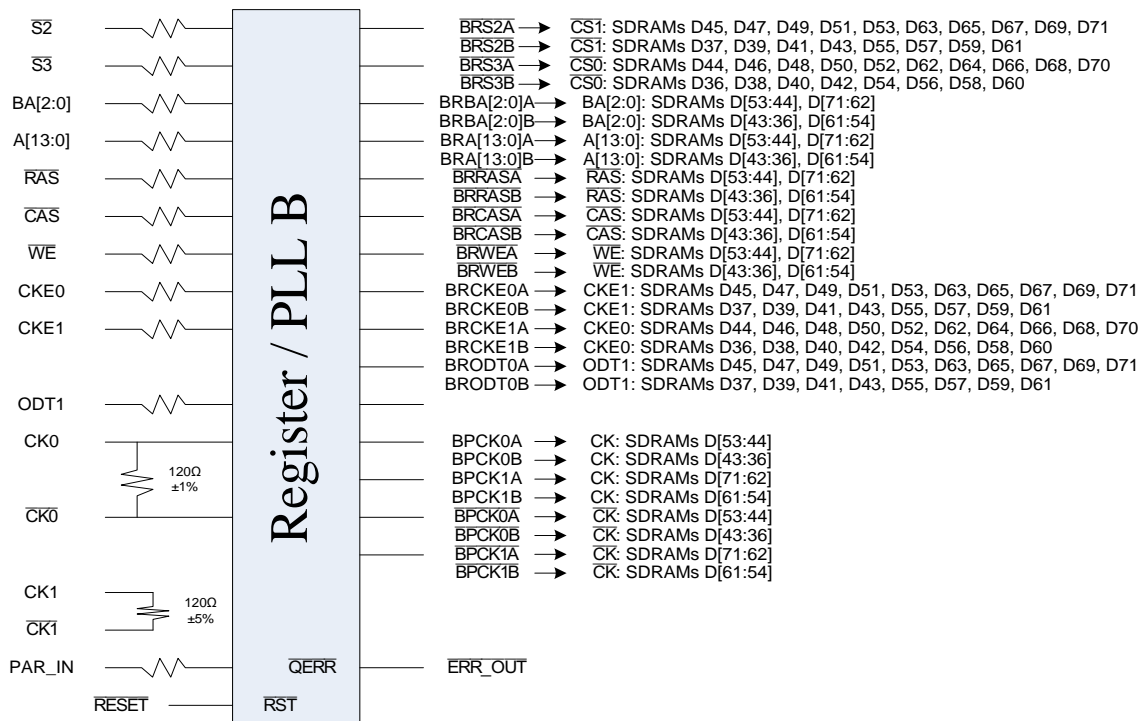 S2
BRS2A CS1: SDRAMs D45, D47, D49, D51, D53, D63, D65, D67, D69, D71
BRS2B CS1: SDRAMs D37, D39, D41, D43, D55, D57, D59, D61
S3
BRS3A CS0: SDRAMs D44, D46, D48, D50, D52, D62, D64, D66, D68, D70
BRS3B CS0: SDRAMs D36, D38, D40, D42, D54, D56, D58, D60
BA[2:0]
BRBA[2:0]A BA[2:0]: SDRAMs D[53:44], D[71:62]
BRBA[2:0]B BA[2:0]: SDRAMs D[43:36], D[61:54]
A[13:0]
BRA[13:0]A A[13:0]: SDRAMs D[53:44], D[71:62]
BRA[13:0]B A[13:0]: SDRAMs D[43:36], D[61:54]
RAS
BRRASA RAS: SDRAMs D[53:44], D[71:62]
BRRASB RAS: SDRAMs D[43:36], D[61:54]
CAS
BRCASA CAS: SDRAMs D[53:44], D[71:62]
BRCASB CAS: SDRAMs D[43:36], D[61:54]
WE
BRWEA WE: SDRAMs D[53:44], D[71:62]
BRWEB WE: SDRAMs D[43:36], D[61:54]
CKE0
BRCKE0A CKE1: SDRAMs D45, D47, D49, D51, D53, D63, D65, D67, D69, D71
BRCKE0B CKE1: SDRAMs D37, D39, D41, D43, D55, D57, D59, D61
CKE1
BRCKE1A CKE0: SDRAMs D44, D46, D48, D50, D52, D62, D64, D66, D68, D70
BRCKE1B CKE0: SDRAMs D36, D38, D40, D42, D54, D56, D58, D60
BRODT0A ODT1: SDRAMs D45, D47, D49, D51, D53, D63, D65, D67, D69, D71
BRODT0B ODT1: SDRAMs D37, D39, D41, D43, D55, D57, D59, D61
ODT1
CK0
BPCK0A CK: SDRAMs D[53:44]
BPCK0B CK: SDRAMs D[43:36]
120Ω
±1%
BPCK1A CK: SDRAMs D[71:62]
BPCK1B CK: SDRAMs D[61:54]
CK0
BPCK0A CK: SDRAMs D[53:44]
BPCK0B CK: SDRAMs D[43:36]
BPCK1A CK: SDRAMs D[71:62]
BPCK1B CK: SDRAMs D[61:54]
Register / PLL B
CK1
120Ω
±5%
CK1
PAR_IN
QERR
ERR_OUT
RESET
RST